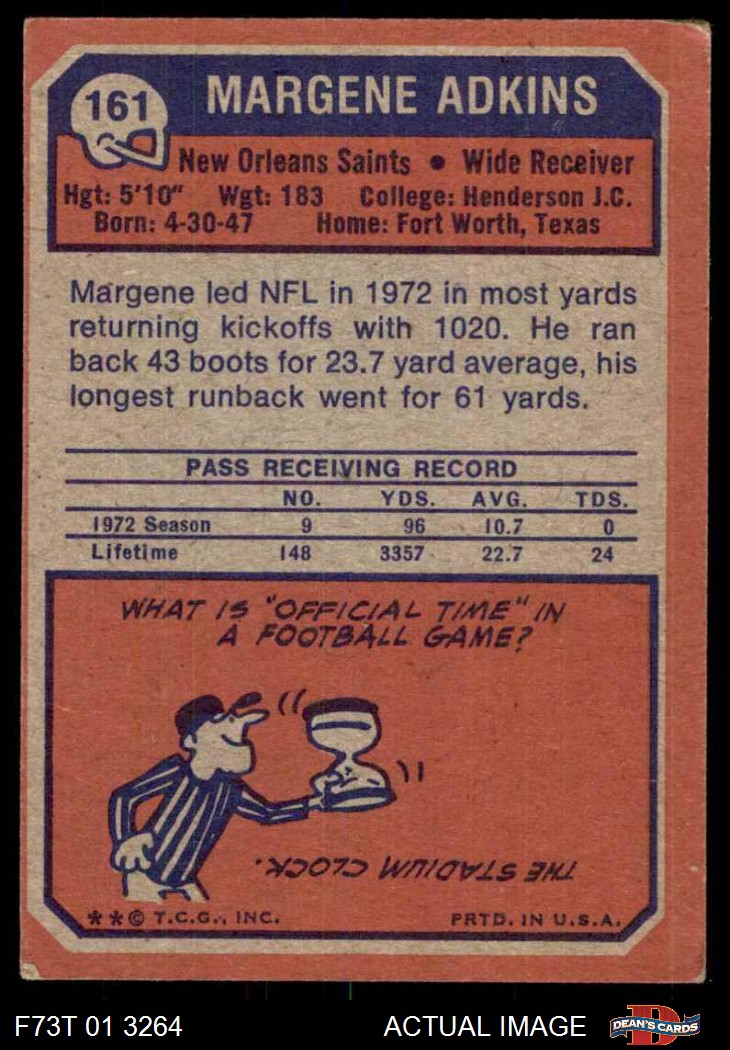 161
MARGENE ADKINS
New Orleans Saints • Wide Receiver
Hgt: 5'10" Wgt: 183 College: Henderson J.C.
Born: 4-30-47 Home: Fort Worth, Texas
Margene led NFL in 1972 in most yards
returning kickoffs with 1020. He ran
back 43 boots for 23.7 yard average, his
longest runback went for 61 yards.
PASS RECEIVING RECORD
NO. YDS. AVG. TDS.
1972 Season 9 96 10.7 0
Lifetime 148 3357 22.7 24
WHAT IS "OFFICIAL TIME" IN
A FOOTBALL GAME?
THE STADIUM CLOCK.
**© T.C.G., INC. PRTD. IN U.S.A.
F73T 01 3264 ACTUAL IMAGE
D
DEAN'S CARDS